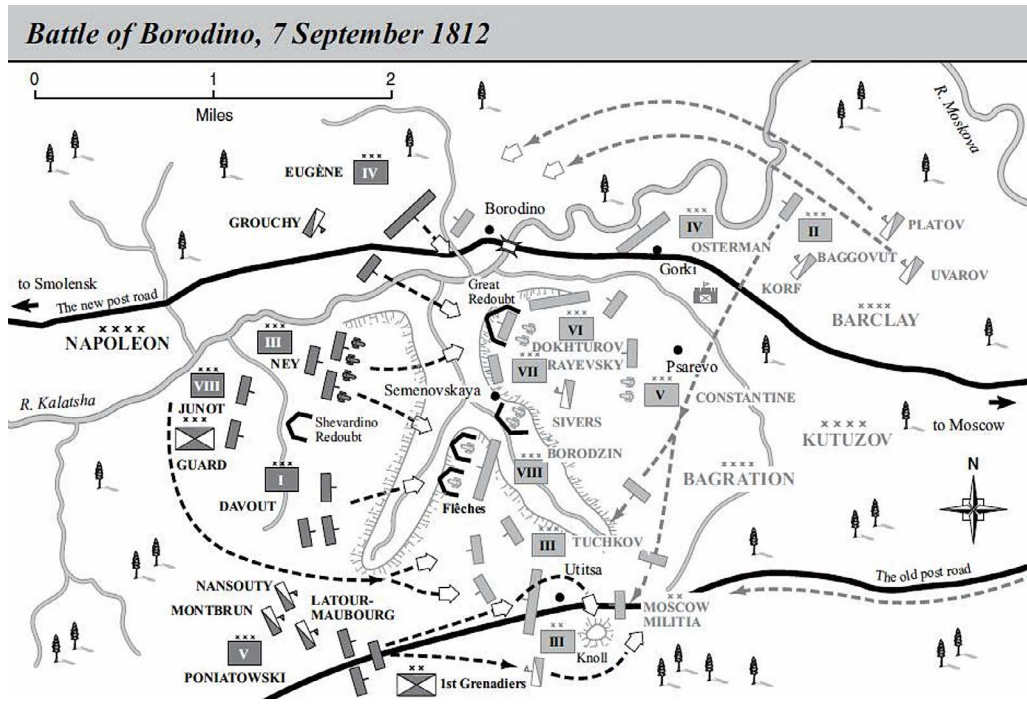 Battle of Borodino, 7 September 1812
0 1 2
Miles
R. Moskova
EUGÈNE
IV
GROUCHY
Borodino
IV
OSTERMAN
II
BAGGOVUT
PLATOV
UVAROV
KORF
Gorki
to Smolensk
The new post road
NAPOLEON
Great
Redoubt
BARCLAY
III
NEY
VI
DOKHTUROV
VII
RAYEVSKY
Psarevo
VIII
JUNOT
R. Kalatsha
Semenovskaya
SIVERS
V
CONSTANTINE
to Moscow
Shevardino
Redoubt
GUARD
KUTUZOV
BORODZIN
VIII
I
DAVOUT
Flêches
BAGRATION
N
III
TUCHKOV
Utitsa
The old post road
NANSOUTY
MONTBRUN
LATOUR-
MAUBOURG
MOSCOW
MILITIA
V
PONIATOWSKI
III
Knoll
1st Grenadiers